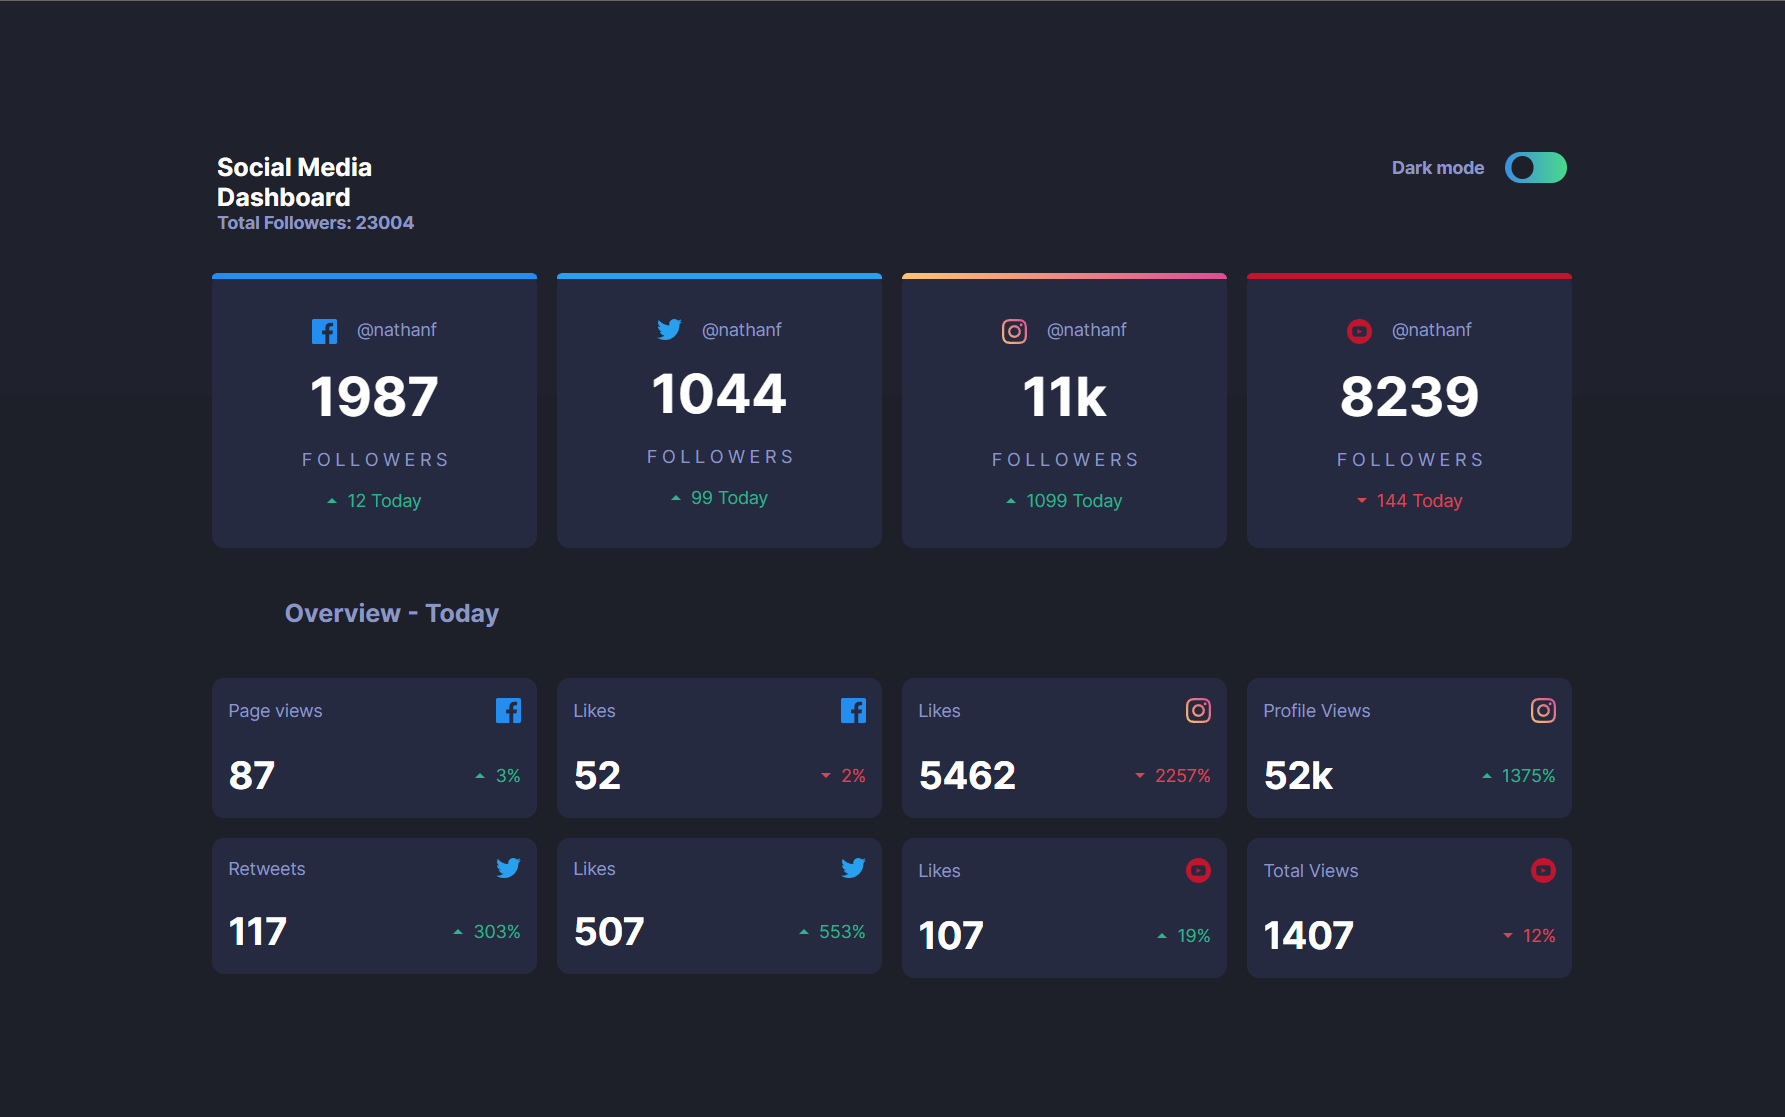 Social Media
Dashboard
Total Followers: 23004
Dark mode
@nathanf
1987
FOLLOWERS
12 Today
@nathanf
1044
FOLLOWERS
99 Today
@nathanf
11k
FOLLOWERS
1099 Today
@nathanf
8239
FOLLOWERS
144 Today
Overview - Today
Page views
87
3%
Likes
52
2%
Likes
5462
2257%
Profile Views
52k
1375%
Retweets
117
303%
Likes
507
553%
Likes
107
19%
Total Views
1407
12%